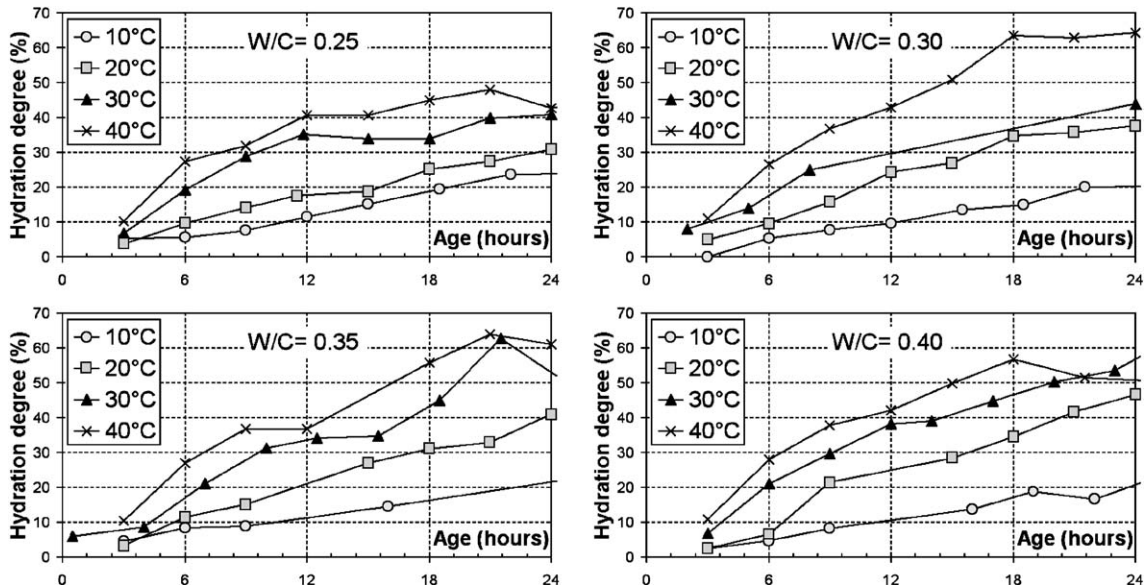 Hydration degree (%)
70
60
50
40
30
20
10
0
10°C
20°C
30°C
40°C
W/C= 0.25
Age (hours)
0 6 12 18 24
Hydration degree (%)
70
60
50
40
30
20
10
0
10°C
20°C
30°C
40°C
W/C= 0.30
Age (hours)
0 6 12 18 24
Hydration degree (%)
70
60
50
40
30
20
10
0
10°C
20°C
30°C
40°C
W/C= 0.35
Age (hours)
0 6 12 18 24
Hydration degree (%)
70
60
50
40
30
20
10
0
10°C
20°C
30°C
40°C
W/C= 0.40
Age (hours)
0 6 12 18 24